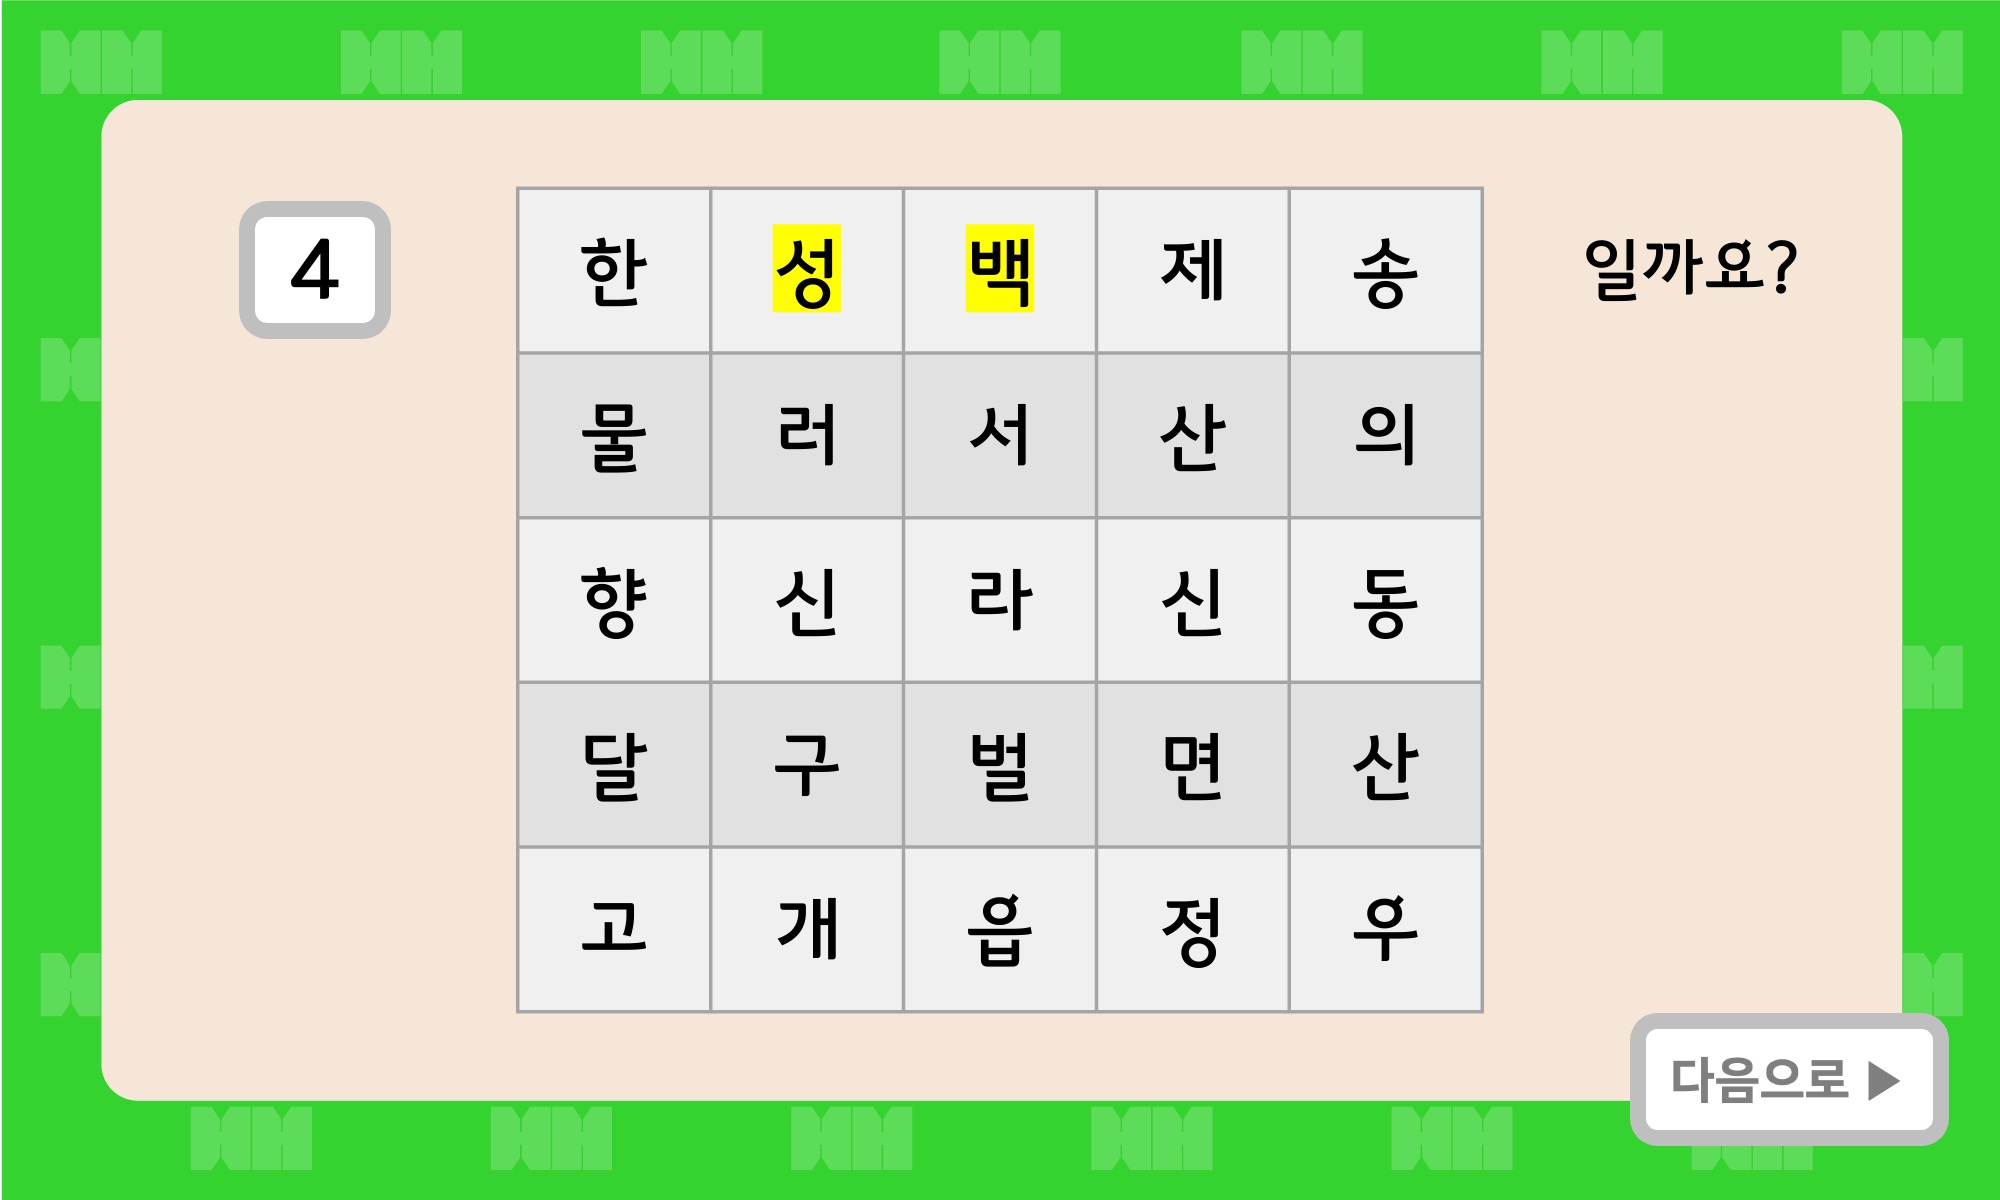 4
한 성 백 제 송
일까요?
물 러 서 산 의
향 신 라 신 동
달 구 벌 면 산
고 개 읍 정 우
다음으로 ▶